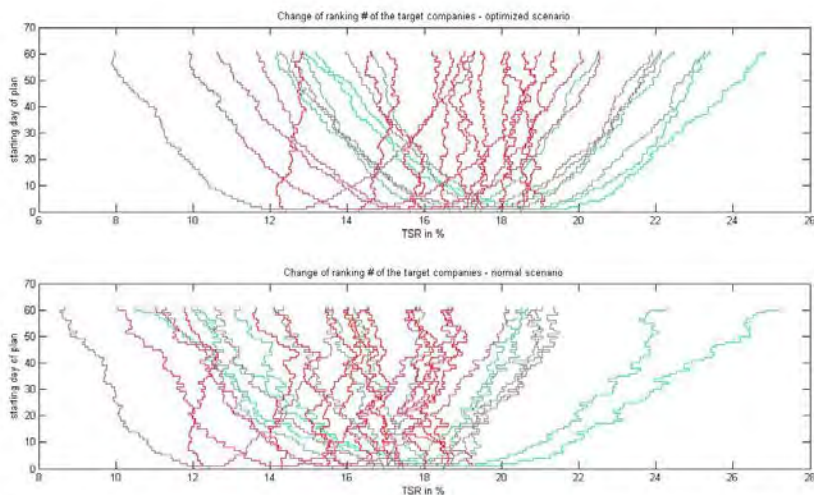 Change of ranking # of the target companies - optimized scenario
70
60
50
40
30
20
10
0
starting day of plan
6 8 10 12 14 16 18 20 22 24 26
TSR in %
Change of ranking # of the target companies - normal scenario
70
60
50
40
30
20
10
0
starting day of plan
8 10 12 14 16 18 20 22 24 26 28
TSR in %